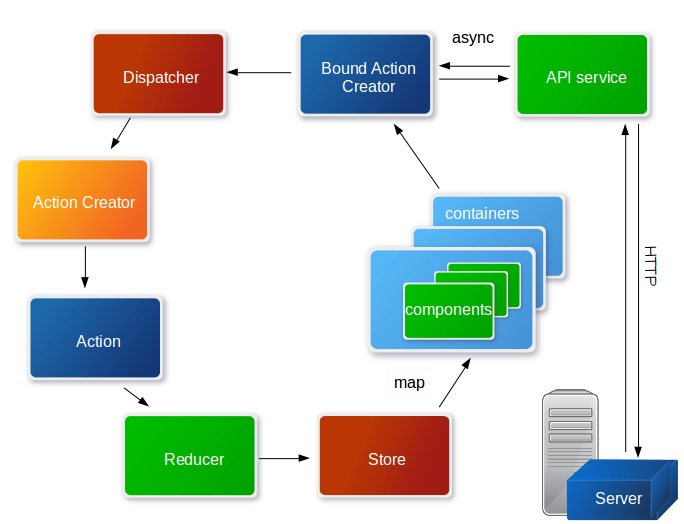 async
Dispatcher
Bound Action
Creator
API service
Action Creator
containers
HTTP
components
Action
map
Reducer
Store
Server